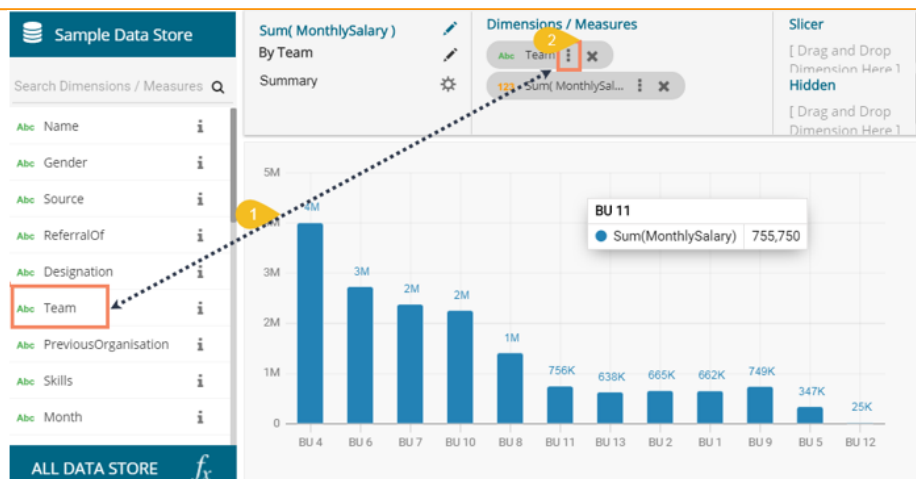 Sample Data Store
Search Dimensions / Measures
Abc Name i
Abc Gender i
Abc Source i
Abc ReferralOf i
Abc Designation i
Abc Team i
Abc PreviousOrganisation i
Abc Skills i
Abc Month i
ALL DATA STORE fx
Sum( MonthlySalary )
By Team
Summary
Dimensions / Measures
2
Abc Team
123 Sum( MonthlySal...
Slicer
[ Drag and Drop
Dimension Here ]
Hidden
[ Drag and Drop
Dimension Here ]
1
5M
3M
2M
1M
0
4M
3M
2M
2M
1M
756K
638K
665K
662K
749K
347K
25K
BU 11
Sum(MonthlySalary) 755,750
BU 4 BU 6 BU 7 BU 10 BU 8 BU 11 BU 13 BU 2 BU 1 BU 9 BU 5 BU 12